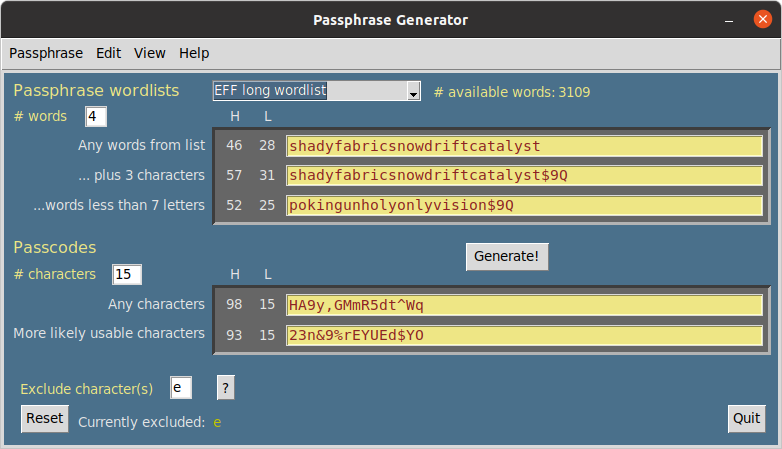 Passphrase Generator
Passphrase Edit View Help
Passphrase wordlists EFF long wordlist # available words: 3109
# words 4 H L
Any words from list 46 28 shadyfabricsnowdriftcatalyst
... plus 3 characters 57 31 shadyfabricsnowdriftcatalyst$9Q
...words less than 7 letters 52 25 pokingunholyonlyvision$9Q
Passcodes
Generate!
# characters 15 H L
Any characters 98 15 HA9y,GMmR5dt^Wq
More likely usable characters 93 15 23n&9%rEYUEd$YO
Exclude character(s) e ?
Reset Currently excluded: e Quit